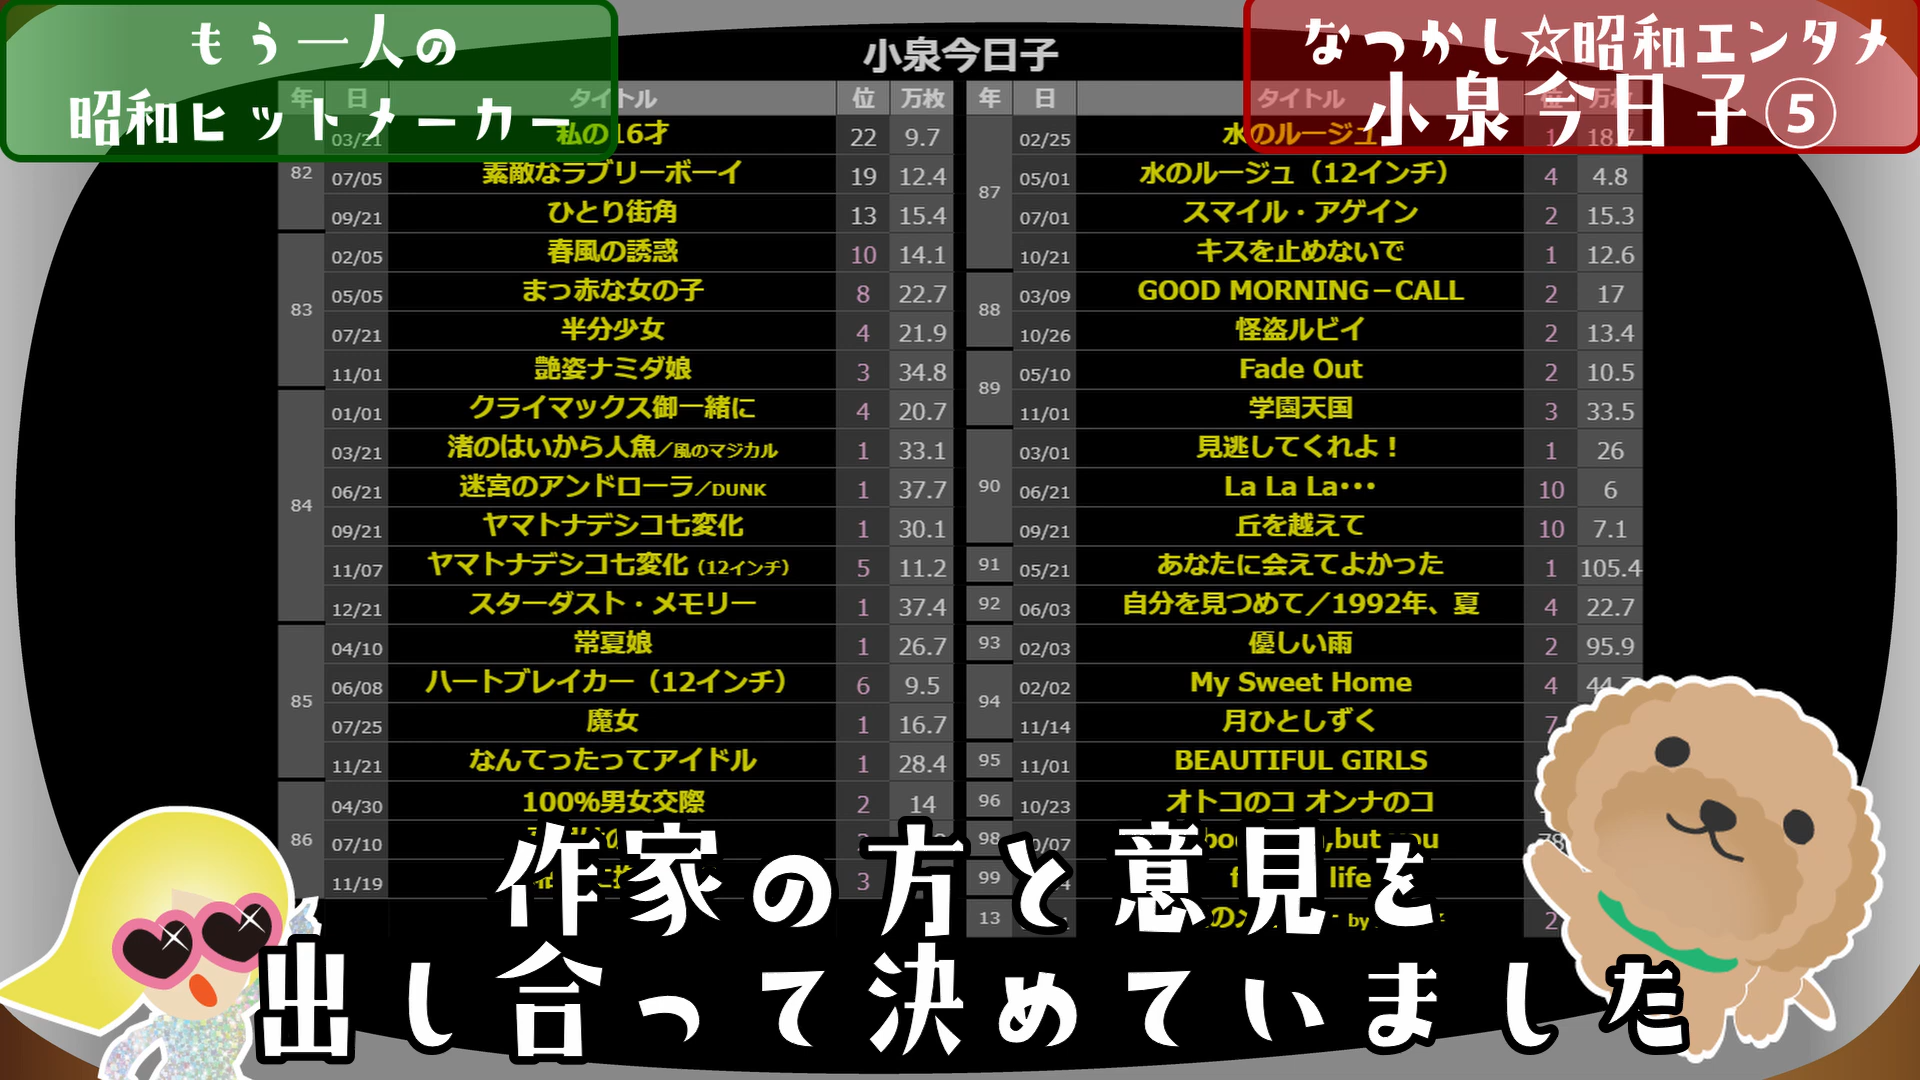 もう一人の
昭和ヒットメーカー
小泉今日子
なつかし☆昭和エンタメ
小泉今日子⑤
年 日 タイトル 位 万枚
82
03/21 私の16才 22 9.7
07/05 素敵なラブリーボーイ 19 12.4
09/21 ひとり街角 13 15.4
83
02/05 春風の誘惑 10 14.1
05/05 まっ赤な女の子 8 22.7
07/21 半分少女 4 21.9
11/01 艶姿ナミダ娘 3 34.8
84
01/01 クライマックス御一緒に 4 20.7
03/21 渚のはいから人魚／風のマジカル 1 33.1
06/21 迷宮のアンドローラ／DUNK 1 37.7
09/21 ヤマトナデシコ七変化 1 30.1
11/07 ヤマトナデシコ七変化（12インチ） 5 11.2
12/21 スターダスト・メモリー 1 37.4
85
04/10 常夏娘 1 26.7
06/08 ハートブレイカー（12インチ） 6 9.5
07/25 魔女 1 16.7
11/21 なんてったってアイドル 1 28.4
86
04/30 100%男女交際 2 14
07/10
11/19 3
年 日 タイトル 位 万枚
87
02/25 水のルージュ 1
05/01 水のルージュ（12インチ） 4 4.8
07/01 スマイル・アゲイン 2 15.3
10/21 キスを止めないで 1 12.6
88
03/09 GOOD MORNING－CALL 2 17
10/26 怪盗ルビイ 2 13.4
89
05/10 Fade Out 2 10.5
11/01 学園天国 3 33.5
90
03/01 見逃してくれよ！ 1 26
06/21 La La La･･･ 10 6
09/21 丘を越えて 10 7.1
91 05/21 あなたに会えてよかった 1 105.4
92 06/03 自分を見つめて／1992年、夏 4 22.7
93 02/03 優しい雨 2 95.9
94
02/02 My Sweet Home 4
11/14 月ひとしずく 7
95 11/01 BEAUTIFUL GIRLS
96 10/23 オトコのコ オンナのコ
98
99 life
13 by 2
作家の方と意見を
出し合って決めていました